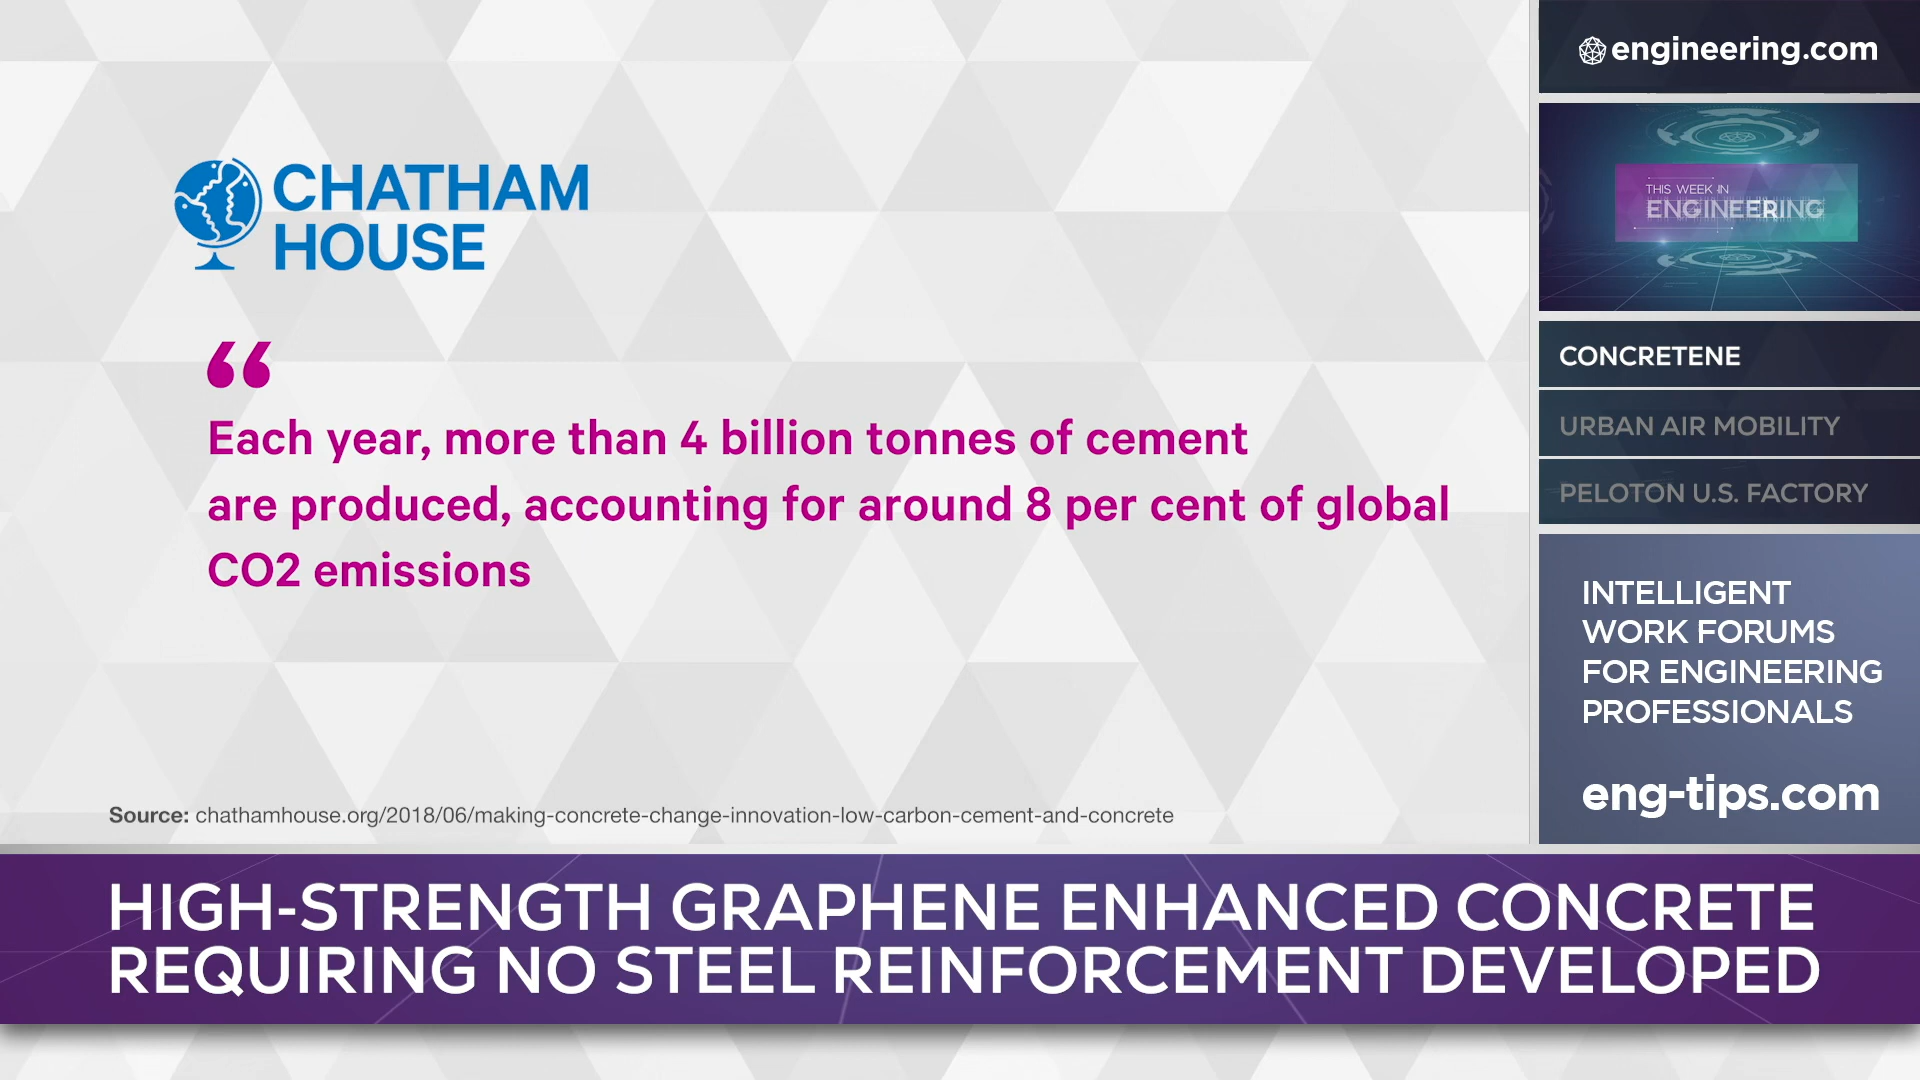 CHATHAM
HOUSE
“
Each year, more than 4 billion tonnes of cement
are produced, accounting for around 8 per cent of global
CO2 emissions
Source: chathamhouse.org/2018/06/making-concrete-change-innovation-low-carbon-cement-and-concrete
engineering.com
THIS WEEK IN
ENGINEERING
CONCRETENE
URBAN AIR MOBILITY
PELOTON U.S. FACTORY
INTELLIGENT
WORK FORUMS
FOR ENGINEERING
PROFESSIONALS
eng-tips.com
HIGH-STRENGTH GRAPHENE ENHANCED CONCRETE
REQUIRING NO STEEL REINFORCEMENT DEVELOPED